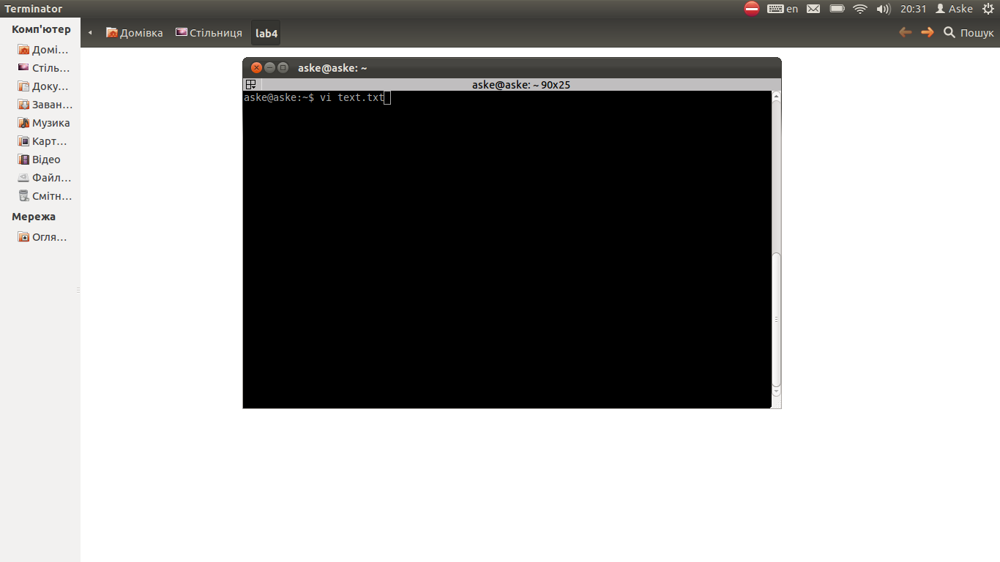 Terminator
en
20:31
Aske
Комп'ютер
Домі…
Стіль…
Доку…
Заван…
Музика
Карт…
Відео
Файл…
Смітн…
Мережа
Огля…
Домівка
Стільниця
lab4
Пошук
aske@aske: ~
aske@aske: ~ 90x25
aske@aske:~$ vi text.txt